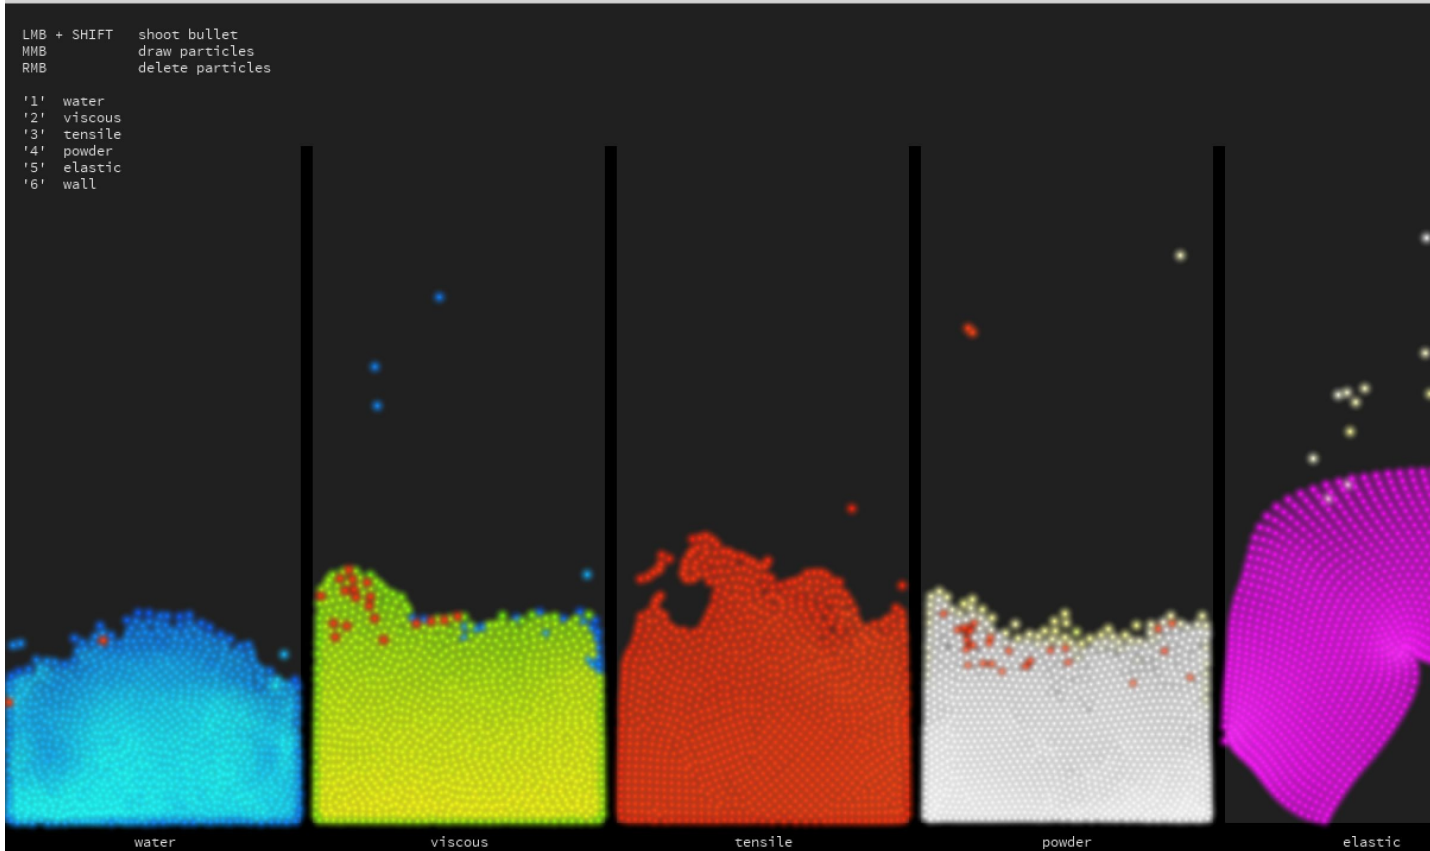 LMB + SHIFT   shoot bullet
MMB           draw particles
RMB           delete particles
'1'  water
'2'  viscous
'3'  tensile
'4'  powder
'5'  elastic
'6'  wall
water viscous tensile powder elastic